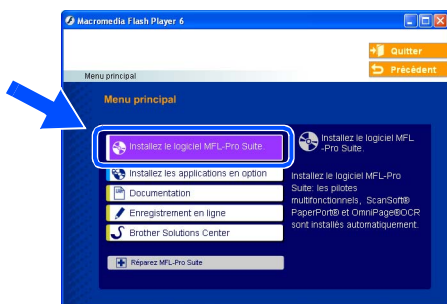 Macromedia Flash Player 6
Quitter
Précédent
Menu principal
Menu principal
Installez le logiciel MFL-Pro Suite.
Installez les applications en option
Documentation
Enregistrement en ligne
Brother Solutions Center
Réparez MFL-Pro Suite
Installez le logiciel MFL
-Pro Suite.
Installez le logiciel MFL-Pro
Suite: les pilotes
multifonctionnels, ScanSoft®
PaperPort® et OmniPage®OCR
sont installés automatiquement.